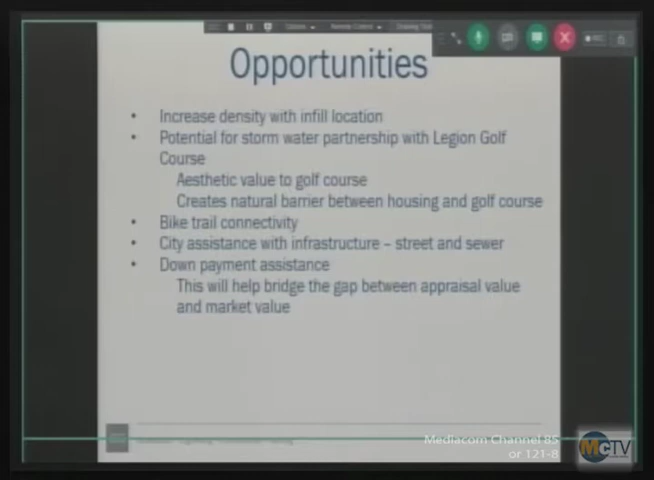 Opportunities
• Increase density with infill location
• Potential for storm water partnership with Legion Golf
Course
Aesthetic value to golf course
Creates natural barrier between housing and golf course
• Bike trail connectivity
• City assistance with infrastructure – street and sewer
• Down payment assistance
This will help bridge the gap between appraisal value
and market value
Mediacom Channel 85
or 121-8
MCTV